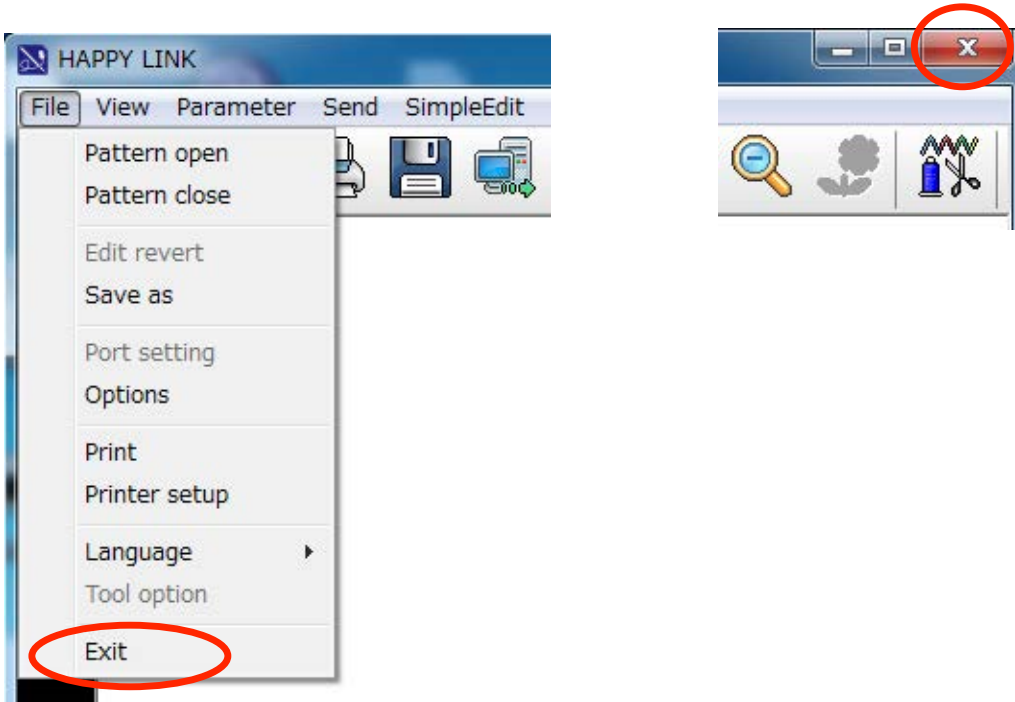 HAPPY LINK
File View Parameter Send SimpleEdit
Pattern open
Pattern close
Edit revert
Save as
Port setting
Options
Print
Printer setup
Language
Tool option
Exit